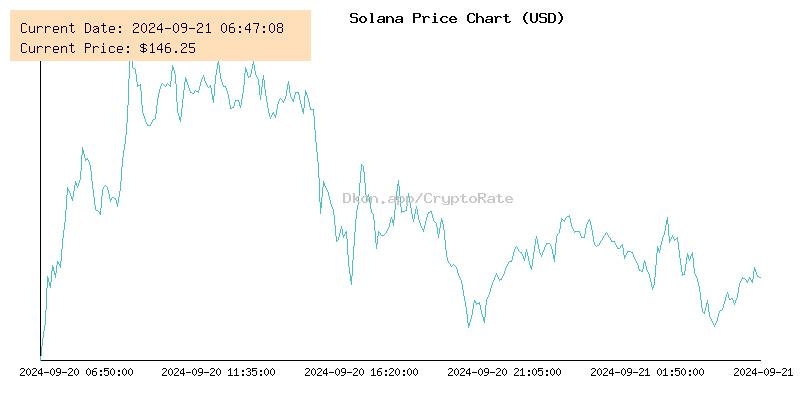 Solana Price Chart (USD)
Current Date: 2024-09-21 06:47:08
Current Price: $146.25
Dkon.app/CryptoRate
2024-09-20 06:50:00 2024-09-20 11:35:00 2024-09-20 16:20:00 2024-09-20 21:05:00 2024-09-21 01:50:00 2024-09-21